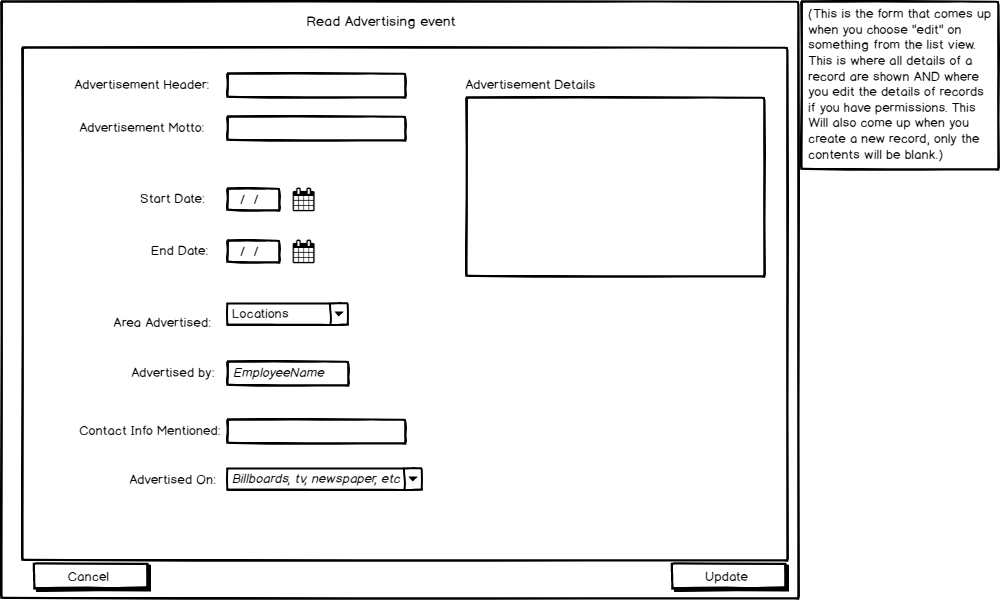 Read Advertising event
(This is the form that comes up
when you choose "edit" on
something from the list view.
This is where all details of a
record are shown AND where
you edit the details of records
if you have permissions. This
Will also come up when you
create a new record, only the
contents will be blank.)
Advertisement Header:
Advertisement Motto:
Start Date: / /
End Date: / /
Area Advertised: Locations
Advertised by: EmployeeName
Contact Info Mentioned:
Advertised On: Billboards, tv, newspaper, etc
Advertisement Details
Cancel
Update